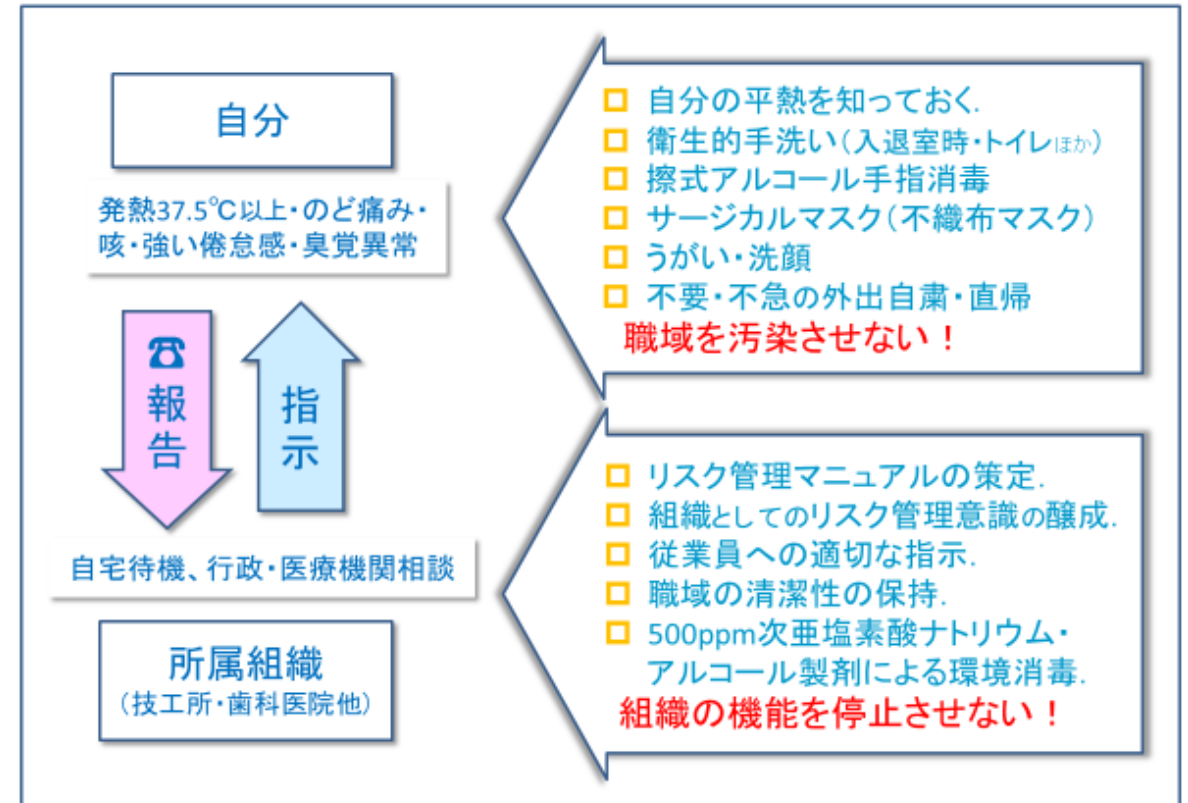 自分
発熱37.5℃以上・のど痛み・
咳・強い倦怠感・臭覚異常
☎
報告
指示
自宅待機、行政・医療機関相談
所属組織
(技工所・歯科医院他)
□ 自分の平熱を知っておく.
□ 衛生的手洗い(入退室時・トイレほか)
□ 擦式アルコール手指消毒
□ サージカルマスク(不織布マスク)
□ うがい・洗顔
□ 不要・不急の外出自粛・直帰
職域を汚染させない！
□ リスク管理マニュアルの策定.
□ 組織としてのリスク管理意識の醸成.
□ 従業員への適切な指示.
□ 職域の清潔性の保持.
□ 500ppm次亜塩素酸ナトリウム・
アルコール製剤による環境消毒.
組織の機能を停止させない！